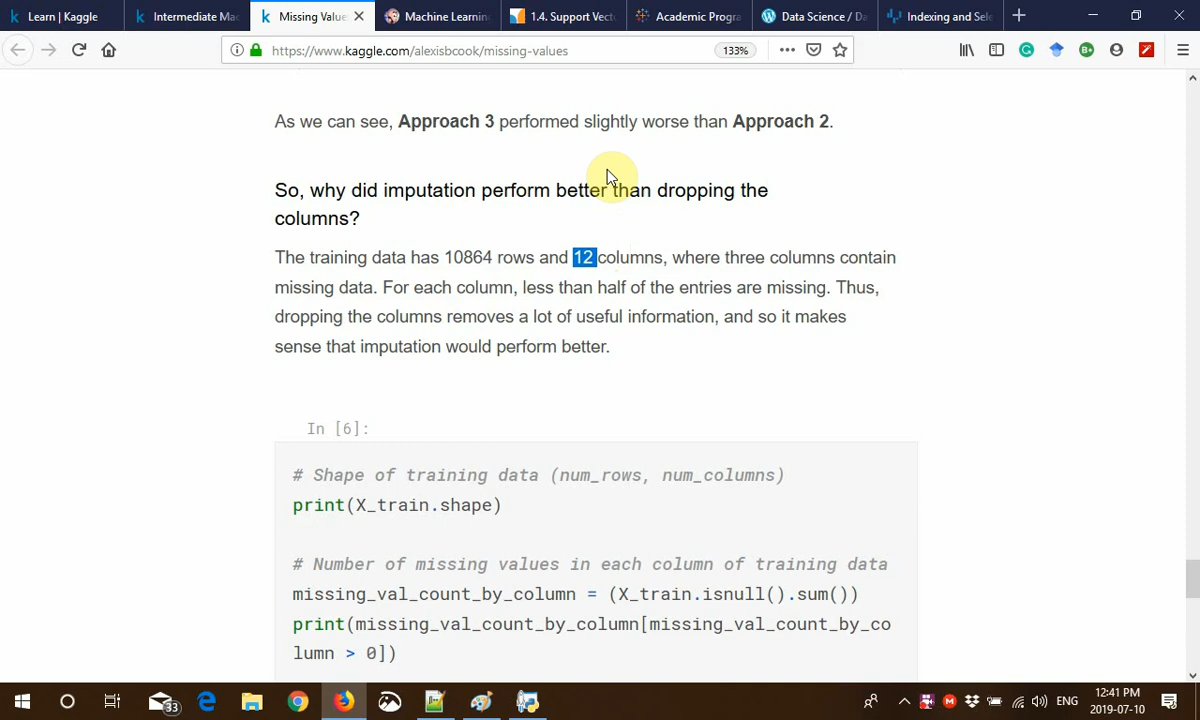 Learn | Kaggle
Intermediate Mac
Missing Value
Machine Learning
1.4. Support Vecto
Academic Progra
Data Science / Da
Indexing and Sele
https://www.kaggle.com/alexisbcook/missing-values
133%
As we can see, Approach 3 performed slightly worse than Approach 2.
So, why did imputation perform better than dropping the
columns?
The training data has 10864 rows and 12 columns, where three columns contain
missing data. For each column, less than half of the entries are missing. Thus,
dropping the columns removes a lot of useful information, and so it makes
sense that imputation would perform better.
In [6]:
# Shape of training data (num_rows, num_columns)
print(X_train.shape)
# Number of missing values in each column of training data
missing_val_count_by_column = (X_train.isnull().sum())
print(missing_val_count_by_column[missing_val_count_by_co
lumn > 0])
33
ENG
12:41 PM
2019-07-10